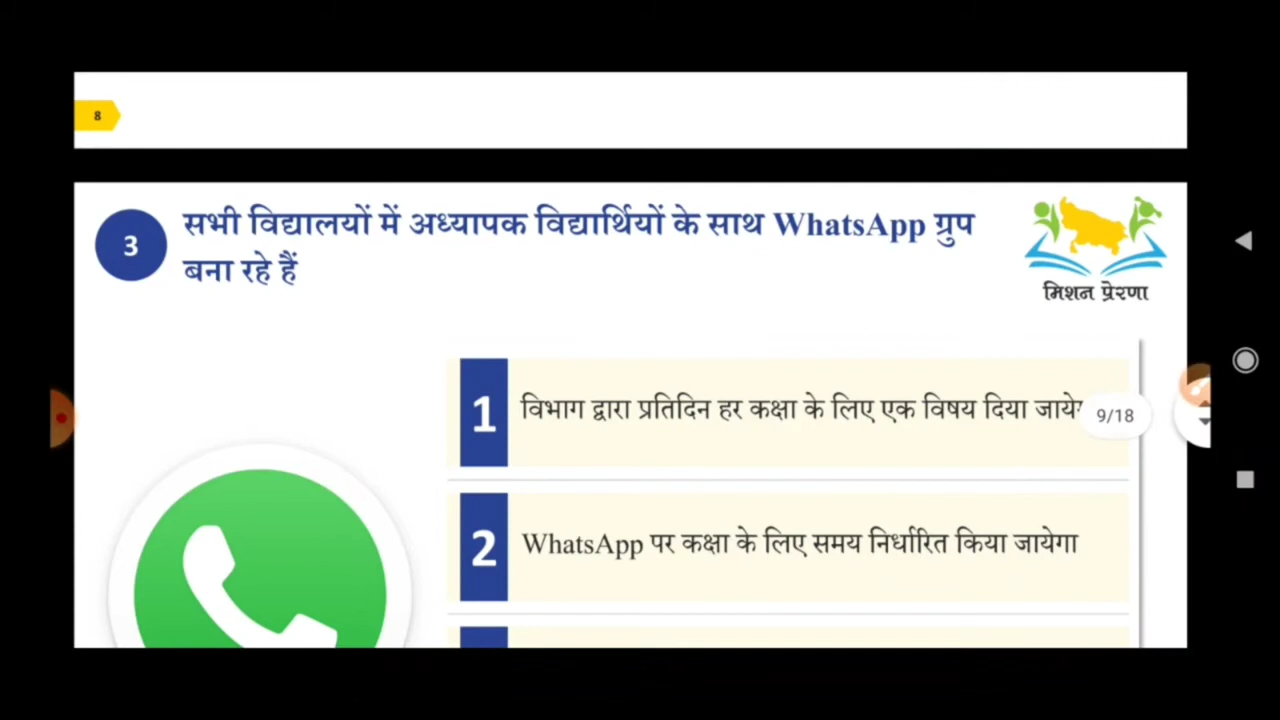 8
3
सभी विद्यालयों में अध्यापक विद्यार्थियों के साथ WhatsApp ग्रुप
बना रहे हैं
मिशन प्रेरणा
1 विभाग द्वारा प्रतिदिन हर कक्षा के लिए एक विषय दिया
9/18
2 WhatsApp पर कक्षा के लिए समय निर्धारित किया जायेगा